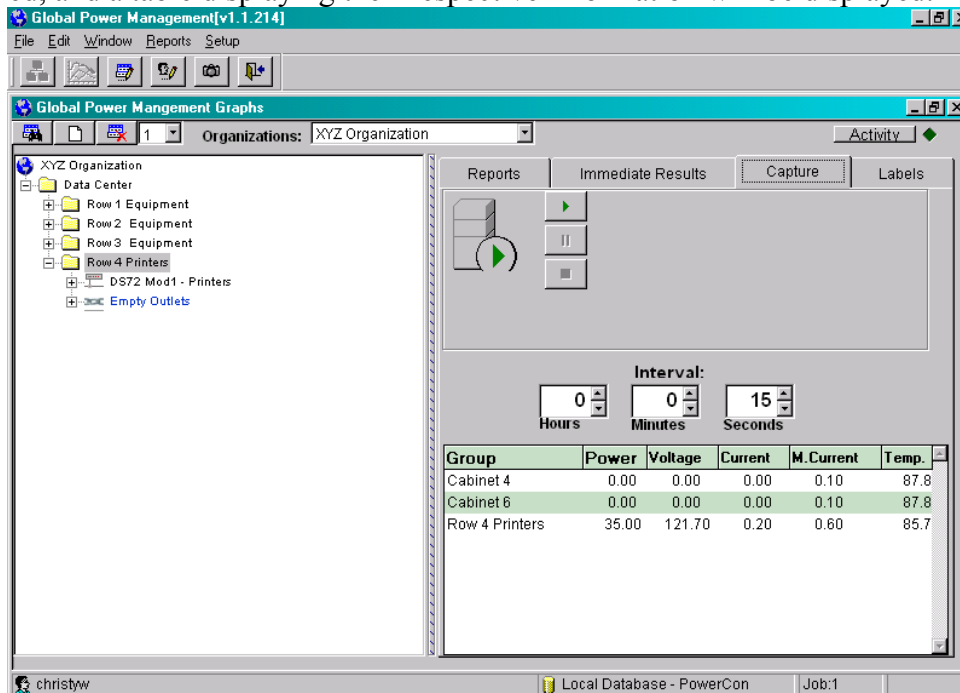 Global Power Management[v1.1.214]
File Edit Window Reports Setup
Global Power Mangement Graphs
1 Organizations: XYZ Organization Activity
XYZ Organization
Data Center
Row 1 Equipment
Row 2 Equipment
Row 3 Equipment
Row 4 Printers
DS72 Mod1 - Printers
Empty Outlets
Reports Immediate Results Capture Labels
Interval:
0 0 15
Hours Minutes Seconds
Group Power Voltage Current M.Current Temp.
Cabinet 4 0.00 0.00 0.00 0.10 87.8
Cabinet 6 0.00 0.00 0.00 0.10 87.8
Row 4 Printers 35.00 121.70 0.20 0.60 85.7
christyw Local Database - PowerCon Job:1